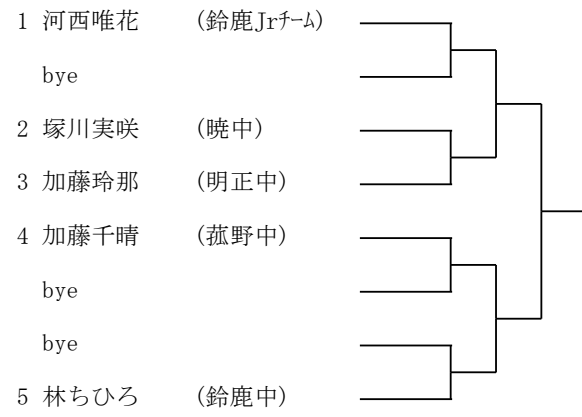 1 河西唯花 (鈴鹿Jrﾁｰﾑ)
bye
2 塚川実咲 (暁中)
3 加藤玲那 (明正中)
4 加藤千晴 (菰野中)
bye
bye
5 林ちひろ (鈴鹿中)